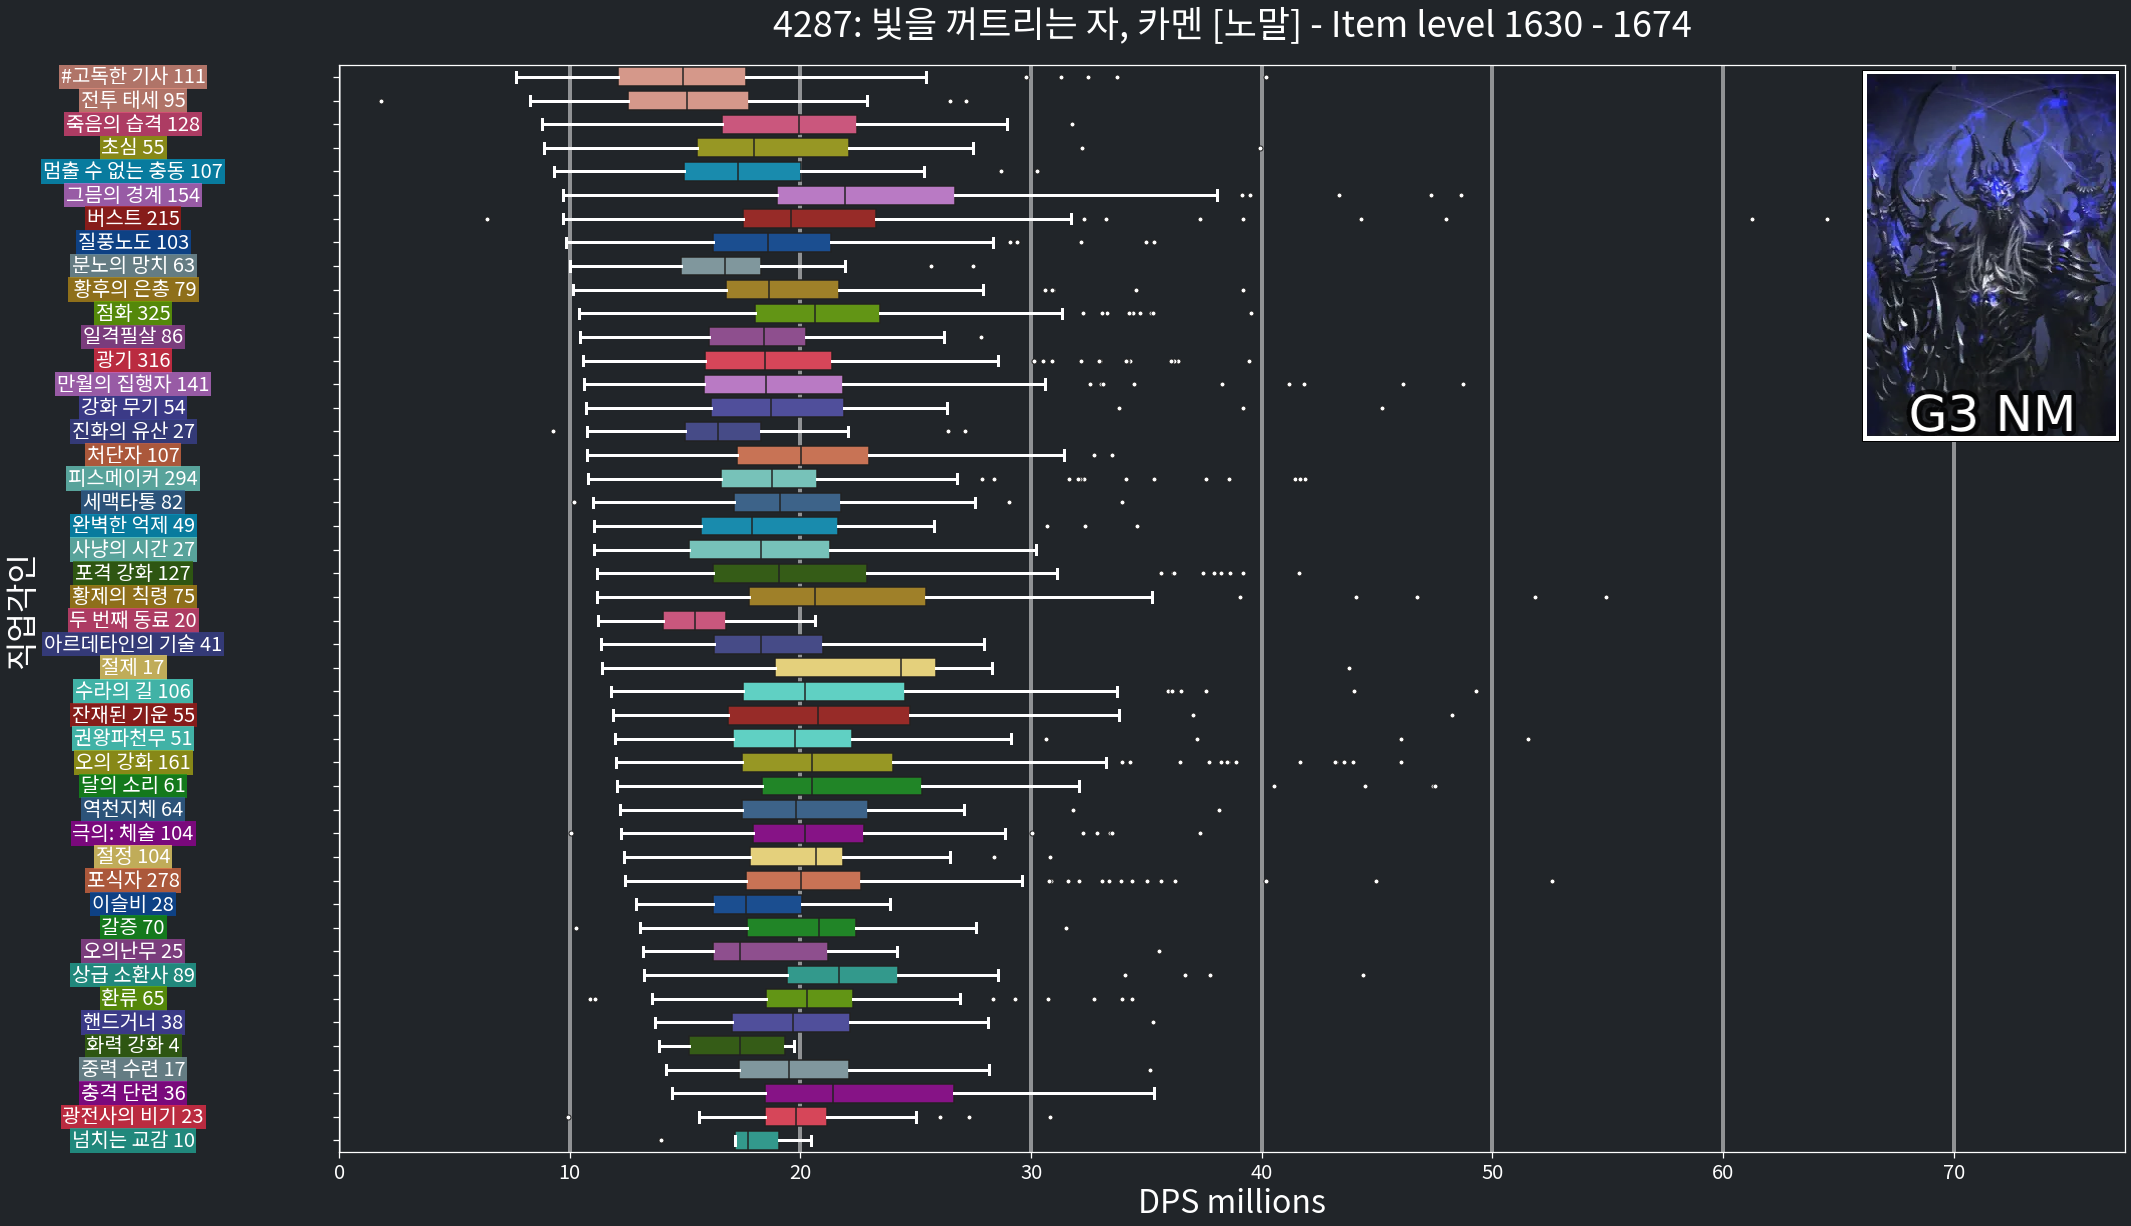 4287: 빛을 꺼트리는 자, 카멘 [노말] - Item level 1630 - 1674
#고독한 기사 111
전투 태세 95
죽음의 습격 128
초심 55
멈출 수 없는 충동 107
그믐의 경계 154
버스트 215
질풍노도 103
분노의 망치 63
황후의 은총 79
점화 325
일격필살 86
광기 316
만월의 집행자 141
강화 무기 54
진화의 유산 27
처단자 107
피스메이커 294
세맥타통 82
완벽한 억제 49
사냥의 시간 27
포격 강화 127
황제의 칙령 75
두 번째 동료 20
아르데타인의 기술 41
절제 17
수라의 길 106
잔재된 기운 55
권왕파천무 51
오의 강화 161
달의 소리 61
역천지체 64
극의: 체술 104
절정 104
포식자 278
이슬비 28
갈증 70
오의난무 25
상급 소환사 89
환류 65
핸드거너 38
화력 강화 4
중력 수련 17
충격 단련 36
광전사의 비기 23
넘치는 교감 10
직업각인
G3 NM
0 10 20 30 40 50 60 70
DPS millions